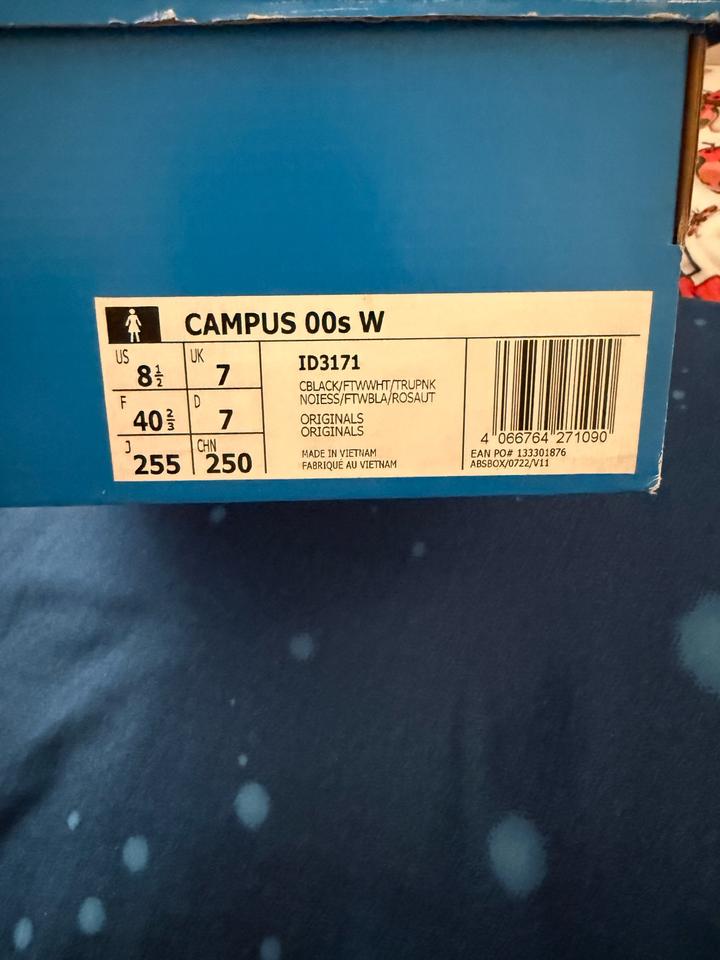 CAMPUS 00s W
US 8½ UK 7
F 40⅔ D 7
J 255 CHN 250
ID3171
CBLACK/FTWWHT/TRUPNK
NOIESS/FTWBLA/ROSAUT
ORIGINALS
ORIGINALS
MADE IN VIETNAM
FABRIQUÉ AU VIETNAM
4 066764 271090
EAN PO# 133301876
ABSBOX/0722/V11